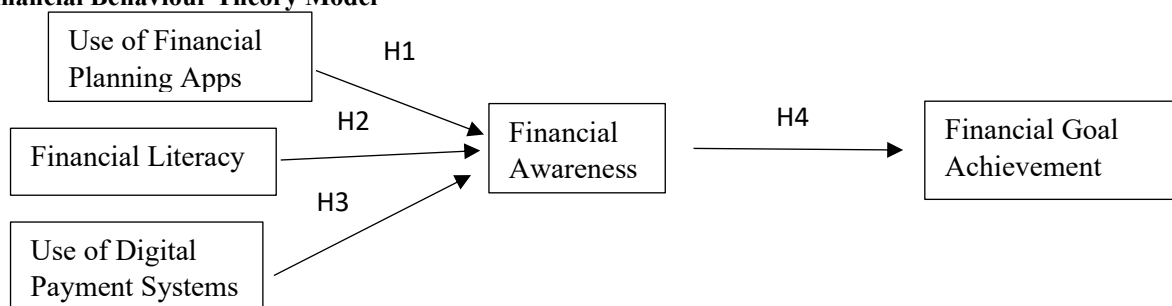 Behaviour Theory Model
Use of Financial
Planning Apps
H1
H2
Financial Literacy
H3
Use of Digital
Payment Systems
Financial
Awareness
H4
Financial Goal
Achievement